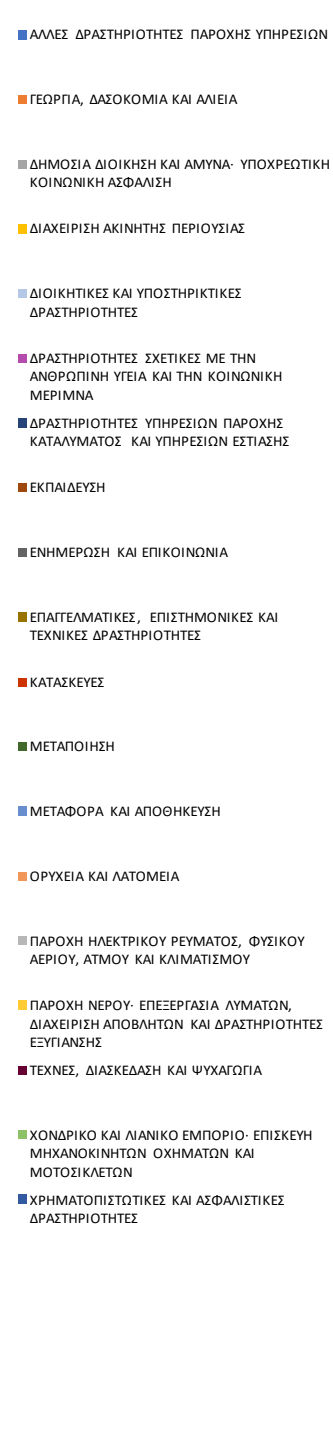 ΑΛΛΕΣ ΔΡΑΣΤΗΡΙΟΤΗΤΕΣ ΠΑΡΟΧΗΣ ΥΠΗΡΕΣΙΩΝ
ΓΕΩΡΓΙΑ, ΔΑΣΟΚΟΜΙΑ ΚΑΙ ΑΛΙΕΙΑ
ΔΗΜΟΣΙΑ ΔΙΟΙΚΗΣΗ ΚΑΙ ΑΜΥΝΑ· ΥΠΟΧΡΕΩΤΙΚΗ
ΚΟΙΝΩΝΙΚΗ ΑΣΦΑΛΙΣΗ
ΔΙΑΧΕΙΡΙΣΗ ΑΚΙΝΗΤΗΣ ΠΕΡΙΟΥΣΙΑΣ
ΔΙΟΙΚΗΤΙΚΕΣ ΚΑΙ ΥΠΟΣΤΗΡΙΚΤΙΚΕΣ
ΔΡΑΣΤΗΡΙΟΤΗΤΕΣ
ΔΡΑΣΤΗΡΙΟΤΗΤΕΣ ΣΧΕΤΙΚΕΣ ΜΕ ΤΗΝ
ΑΝΘΡΩΠΙΝΗ ΥΓΕΙΑ ΚΑΙ ΤΗΝ ΚΟΙΝΩΝΙΚΗ
ΜΕΡΙΜΝΑ
ΔΡΑΣΤΗΡΙΟΤΗΤΕΣ ΥΠΗΡΕΣΙΩΝ ΠΑΡΟΧΗΣ
ΚΑΤΑΛΥΜΑΤΟΣ ΚΑΙ ΥΠΗΡΕΣΙΩΝ ΕΣΤΙΑΣΗΣ
ΕΚΠΑΙΔΕΥΣΗ
ΕΝΗΜΕΡΩΣΗ ΚΑΙ ΕΠΙΚΟΙΝΩΝΙΑ
ΕΠΑΓΓΕΛΜΑΤΙΚΕΣ, ΕΠΙΣΤΗΜΟΝΙΚΕΣ ΚΑΙ
ΤΕΧΝΙΚΕΣ ΔΡΑΣΤΗΡΙΟΤΗΤΕΣ
ΚΑΤΑΣΚΕΥΕΣ
ΜΕΤΑΠΟΙΗΣΗ
ΜΕΤΑΦΟΡΑ ΚΑΙ ΑΠΟΘΗΚΕΥΣΗ
ΟΡΥΧΕΙΑ ΚΑΙ ΛΑΤΟΜΕΙΑ
ΠΑΡΟΧΗ ΗΛΕΚΤΡΙΚΟΥ ΡΕΥΜΑΤΟΣ, ΦΥΣΙΚΟΥ
ΑΕΡΙΟΥ, ΑΤΜΟΥ ΚΑΙ ΚΛΙΜΑΤΙΣΜΟΥ
ΠΑΡΟΧΗ ΝΕΡΟΥ· ΕΠΕΞΕΡΓΑΣΙΑ ΛΥΜΑΤΩΝ,
ΔΙΑΧΕΙΡΙΣΗ ΑΠΟΒΛΗΤΩΝ ΚΑΙ ΔΡΑΣΤΗΡΙΟΤΗΤΕΣ
ΕΞΥΓΙΑΝΣΗΣ
ΤΕΧΝΕΣ, ΔΙΑΣΚΕΔΑΣΗ ΚΑΙ ΨΥΧΑΓΩΓΙΑ
ΧΟΝΔΡΙΚΟ ΚΑΙ ΛΙΑΝΙΚΟ ΕΜΠΟΡΙΟ· ΕΠΙΣΚΕΥΗ
ΜΗΧΑΝΟΚΙΝΗΤΩΝ ΟΧΗΜΑΤΩΝ ΚΑΙ
ΜΟΤΟΣΙΚΛΕΤΩΝ
ΧΡΗΜΑΤΟΠΙΣΤΩΤΙΚΕΣ ΚΑΙ ΑΣΦΑΛΙΣΤΙΚΕΣ
ΔΡΑΣΤΗΡΙΟΤΗΤΕΣ